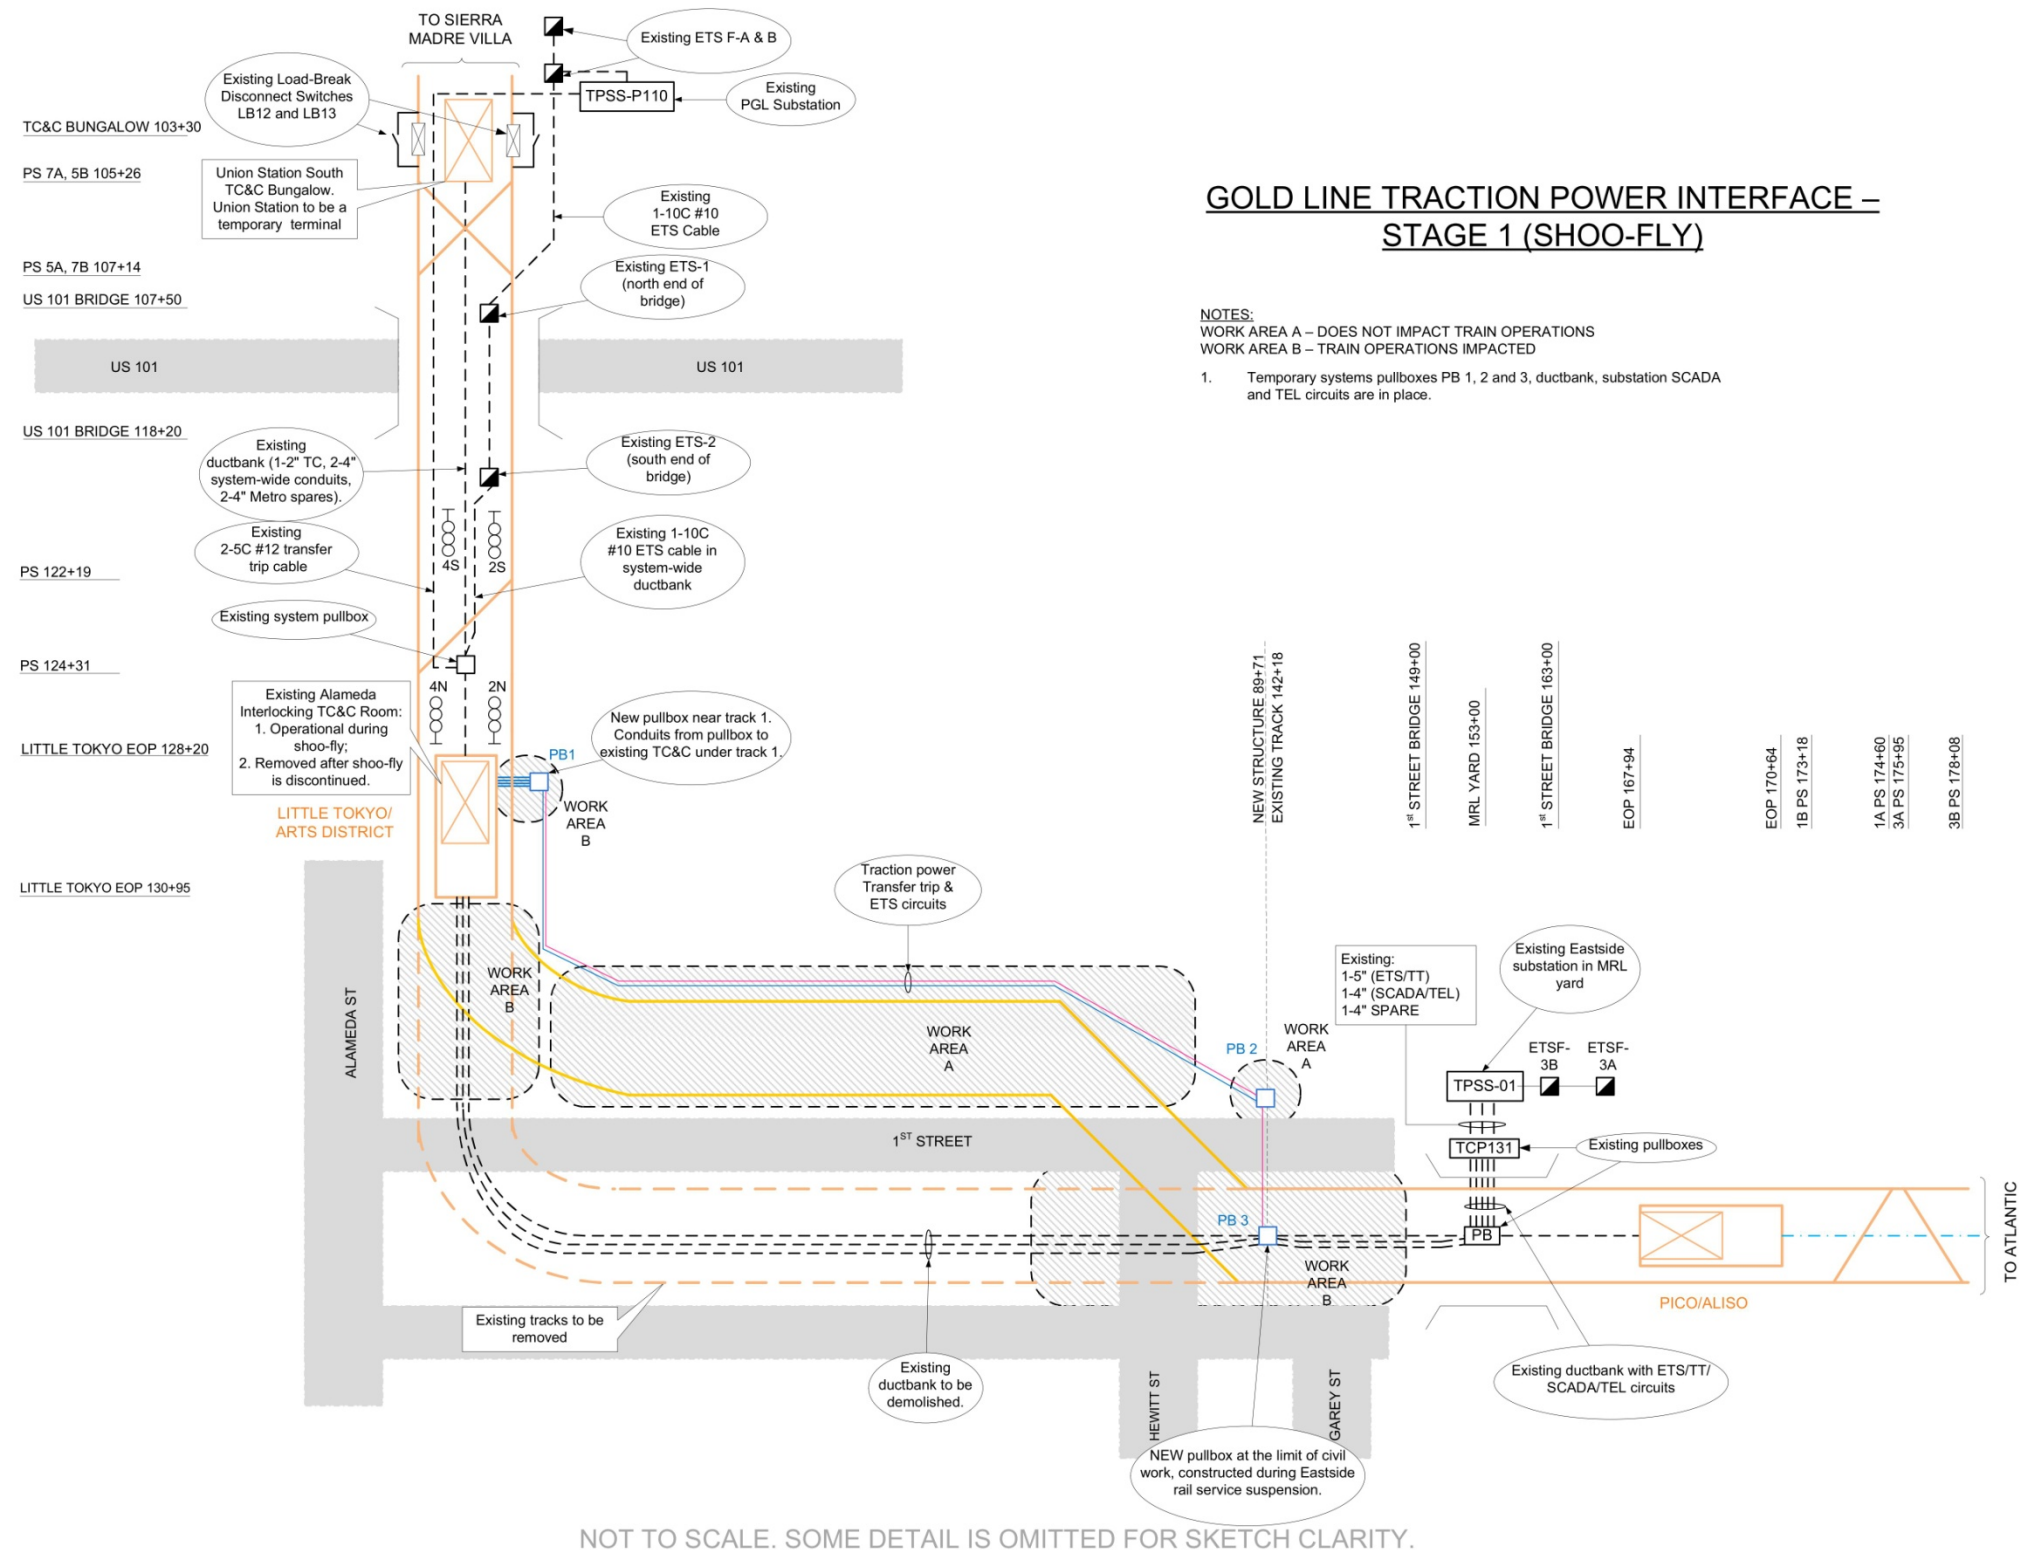 TO SIERRA
MADRE VILLA
Existing ETS F-A & B
Existing Load-Break
Disconnect Switches
LB12 and LB13
TPSS-P110
Existing
PGL Substation
TC&C BUNGALOW 103+30
PS 7A, 5B 105+26
Union Station South
TC&C Bungalow.
Union Station to be a
temporary terminal
Existing
1-10C #10
ETS Cable
GOLD LINE TRACTION POWER INTERFACE –
STAGE 1 (SHOO-FLY)
PS 5A, 7B 107+14
US 101 BRIDGE 107+50
Existing ETS-1
(north end of
bridge)
NOTES:
WORK AREA A – DOES NOT IMPACT TRAIN OPERATIONS
WORK AREA B – TRAIN OPERATIONS IMPACTED
1. Temporary systems pullboxes PB 1, 2 and 3, ductbank, substation SCADA
and TEL circuits are in place.
US 101
US 101
US 101 BRIDGE 118+20
Existing
ductbank (1-2" TC, 2-4"
system-wide conduits,
2-4" Metro spares).
Existing ETS-2
(south end of
bridge)
Existing
2-5C #12 transfer
trip cable
4S
2S
Existing 1-10C
#10 ETS cable in
system-wide
ductbank
PS 122+19
Existing system pullbox
PS 124+31
4N
2N
Existing Alameda
Interlocking TC&C Room:
1. Operational during
shoo-fly;
2. Removed after shoo-fly
is discontinued.
New pullbox near track 1.
Conduits from pullbox to
existing TC&C under track 1.
LITTLE TOKYO EOP 128+20
PB1
WORK
AREA
B
LITTLE TOKYO/
ARTS DISTRICT
LITTLE TOKYO EOP 130+95
NEW STRUCTURE 89+71
EXISTING TRACK 142+18
1st STREET BRIDGE 149+00
MRL YARD 153+00
1st STREET BRIDGE 163+00
EOP 167+94
EOP 170+64
1B PS 173+18
1A PS 174+60
3A PS 175+95
3B PS 178+08
Traction power
Transfer trip &
ETS circuits
WORK
AREA
B
WORK
AREA
A
PB 2
WORK
AREA
A
Existing:
1-5" (ETS/TT)
1-4" (SCADA/TEL)
1-4" SPARE
Existing Eastside
substation in MRL
yard
ETSF-
3B
ETSF-
3A
TPSS-01
ALAMEDA ST
1ST STREET
TCP131
Existing pullboxes
PB 3
PB
WORK
AREA
B
TO ATLANTIC
PICO/ALISO
Existing tracks to be
removed
Existing
ductbank to be
demolished.
HEWITT ST
GAREY ST
Existing ductbank with ETS/TT/
SCADA/TEL circuits
NEW pullbox at the limit of civil
work, constructed during Eastside
rail service suspension.
NOT TO SCALE. SOME DETAIL IS OMITTED FOR SKETCH CLARITY.